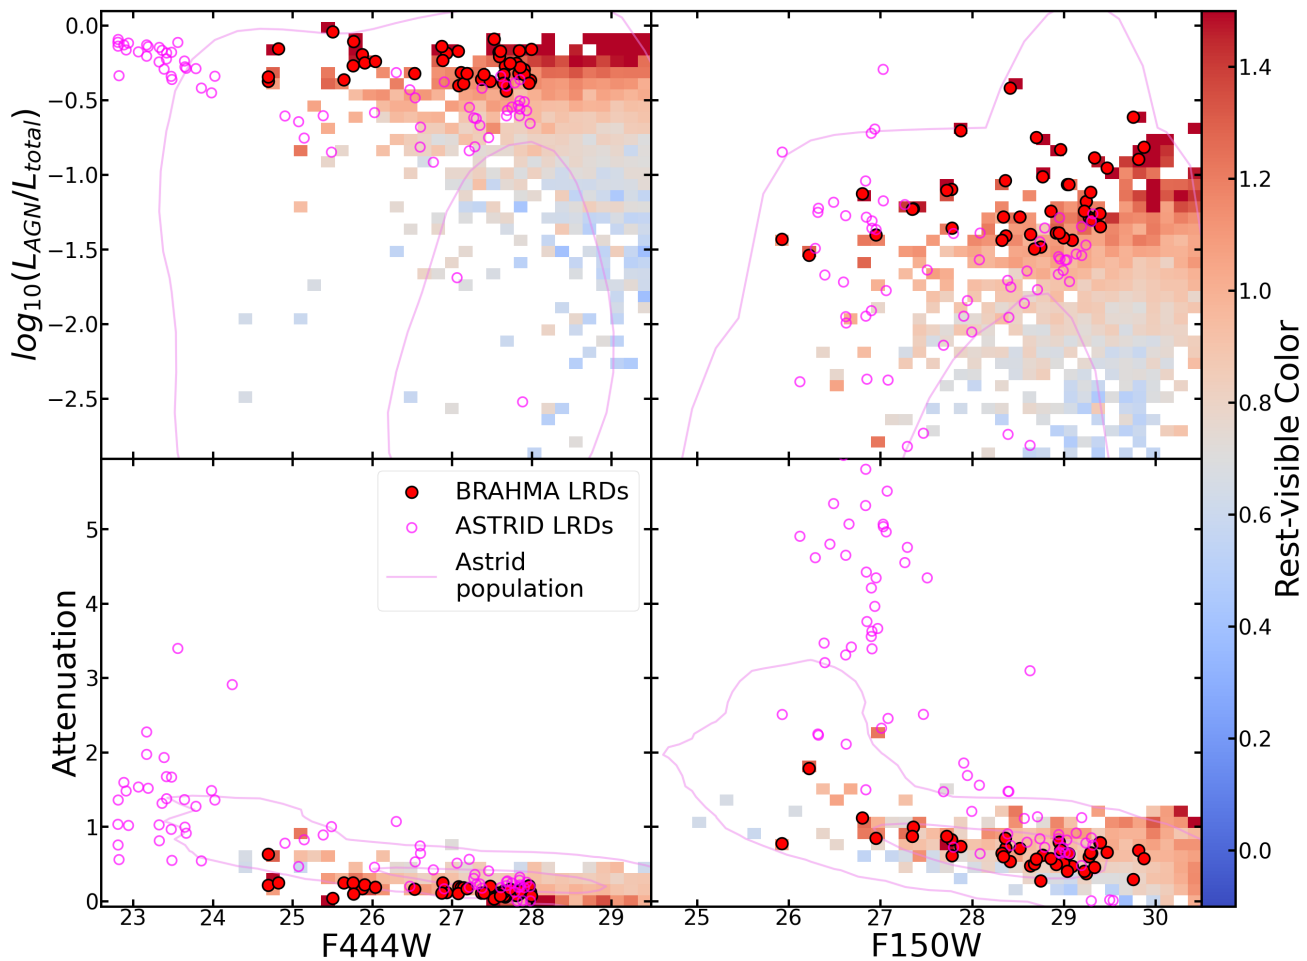 0.0
−0.5
−1.0
−1.5
−2.0
−2.5
log10(LAGN/Ltotal)
5
4
3
2
1
0
Attenuation
BRAHMA LRDs
ASTRID LRDs
Astrid
population
23 24 25 26 27 28 29
F444W
25 26 27 28 29 30
F150W
1.4
1.2
1.0
0.8
0.6
0.4
0.2
0.0
Rest-visible Color